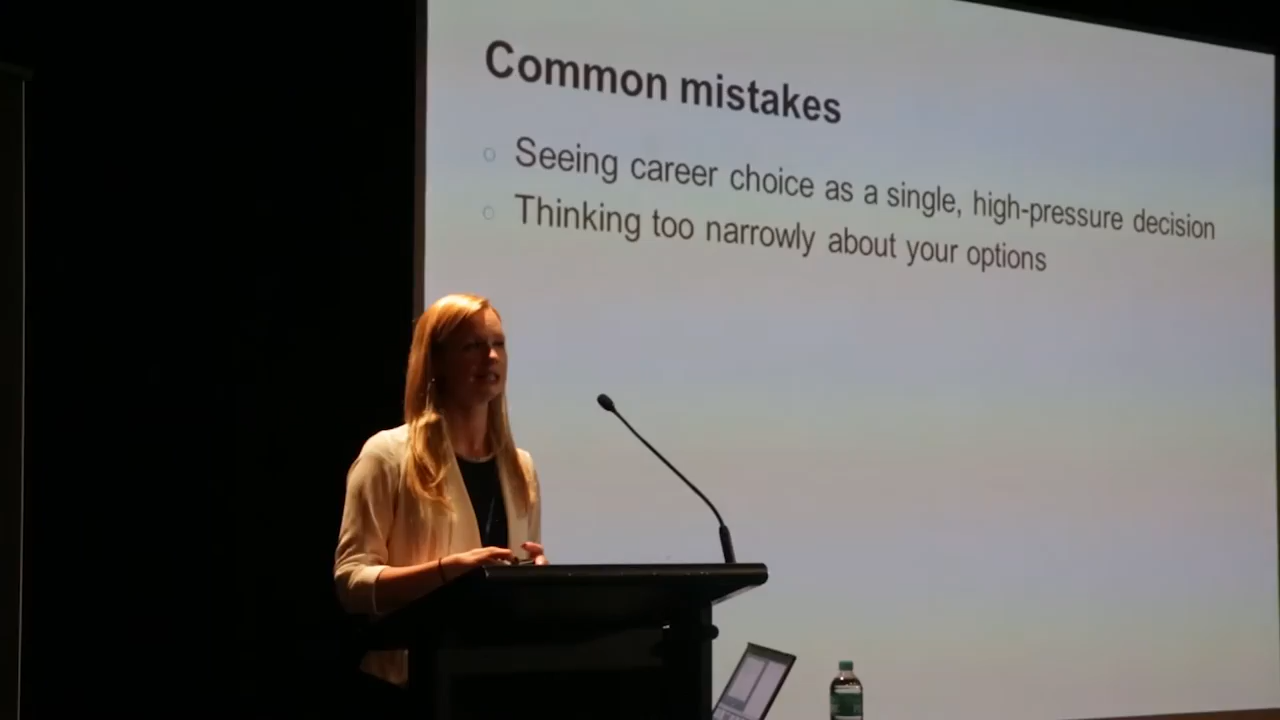 Common mistakes
Seeing career choice as a single, high-pressure decision
Thinking too narrowly about your options